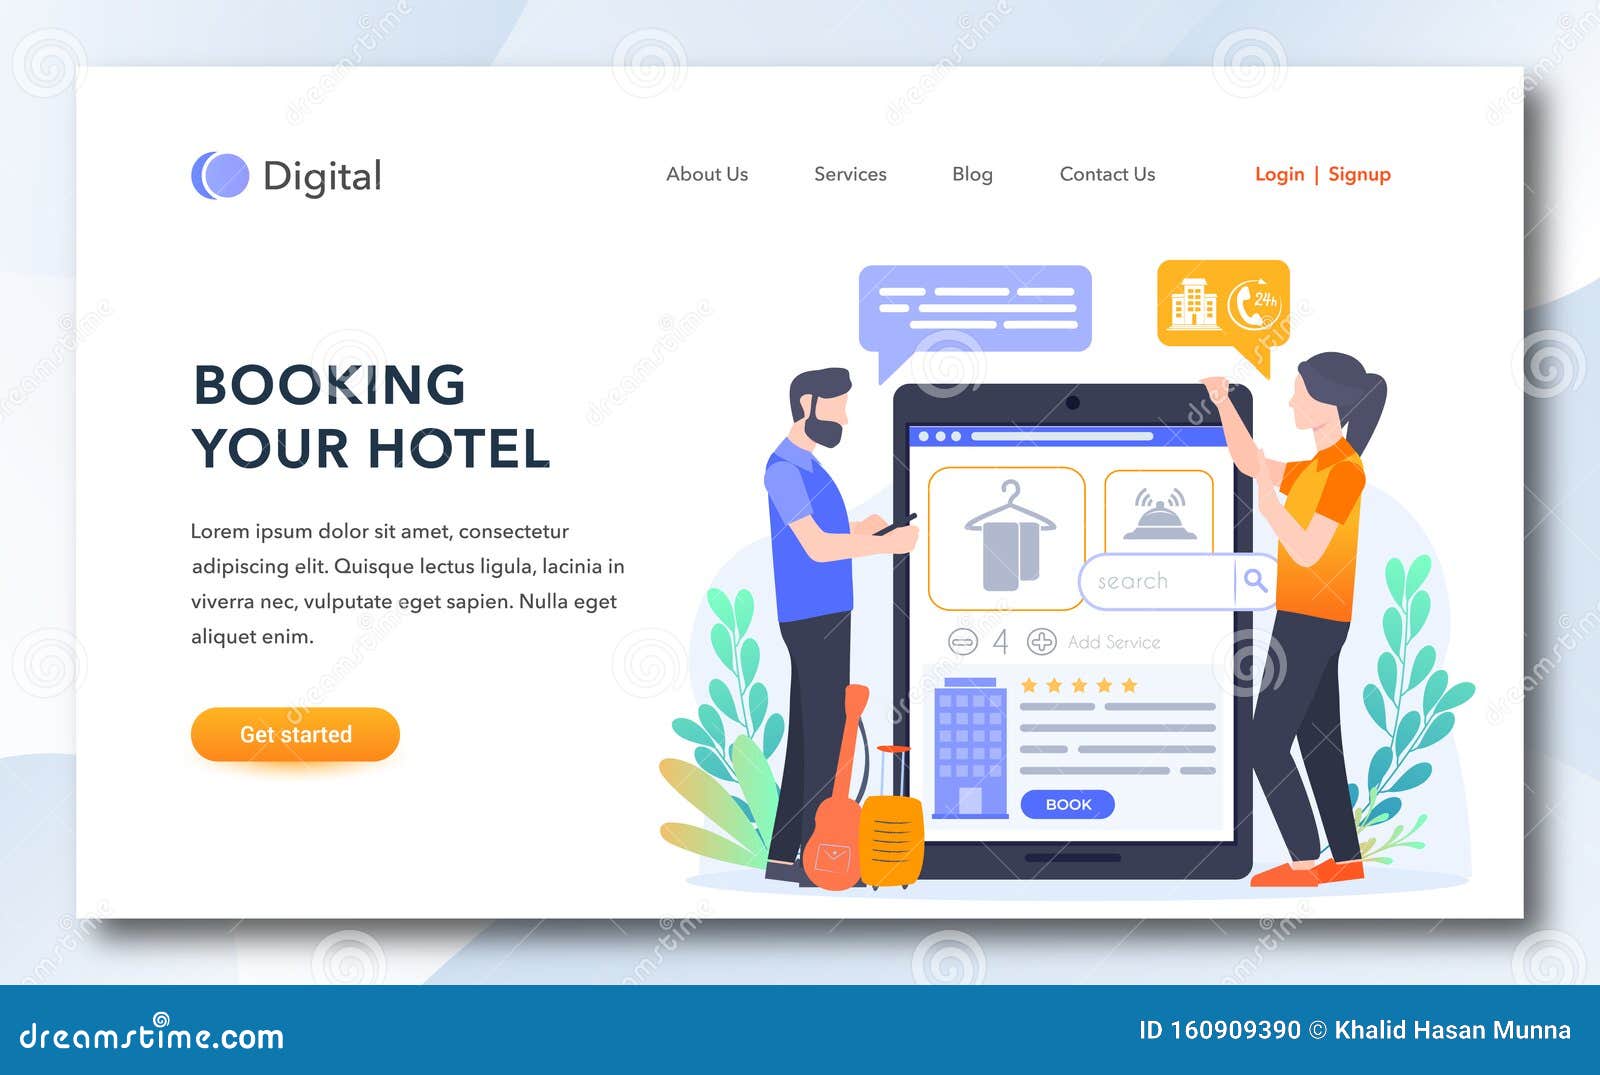 Digital
About Us Services Blog Contact Us Login | Signup
24h
BOOKING
YOUR HOTEL
Lorem ipsum dolor sit amet, consectetur
adipiscing elit. Quisque lectus ligula, lacinia in
viverra nec, vulputate eget sapien. Nulla eget
aliquet enim.
Get started
search
4 Add Service
BOOK
dreamstime.com
ID 160909390 © Khalid Hasan Munna